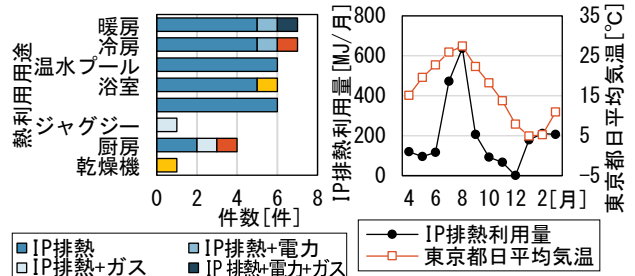 熱利用用途
暖房
冷房
温水プール
浴室
ジャグジー
厨房
乾燥機
0 2 4 6 8
件数[件]
IP排熱
IP排熱+電力
IP排熱+ガス
IP排熱+電力+ガス
IP排熱利用量[MJ/月]
800
600
400
200
0
4 6 8 10 12 2[月]
35
25
15
5
-5
東京都日平均気温[℃]
IP排熱利用量
東京都日平均気温